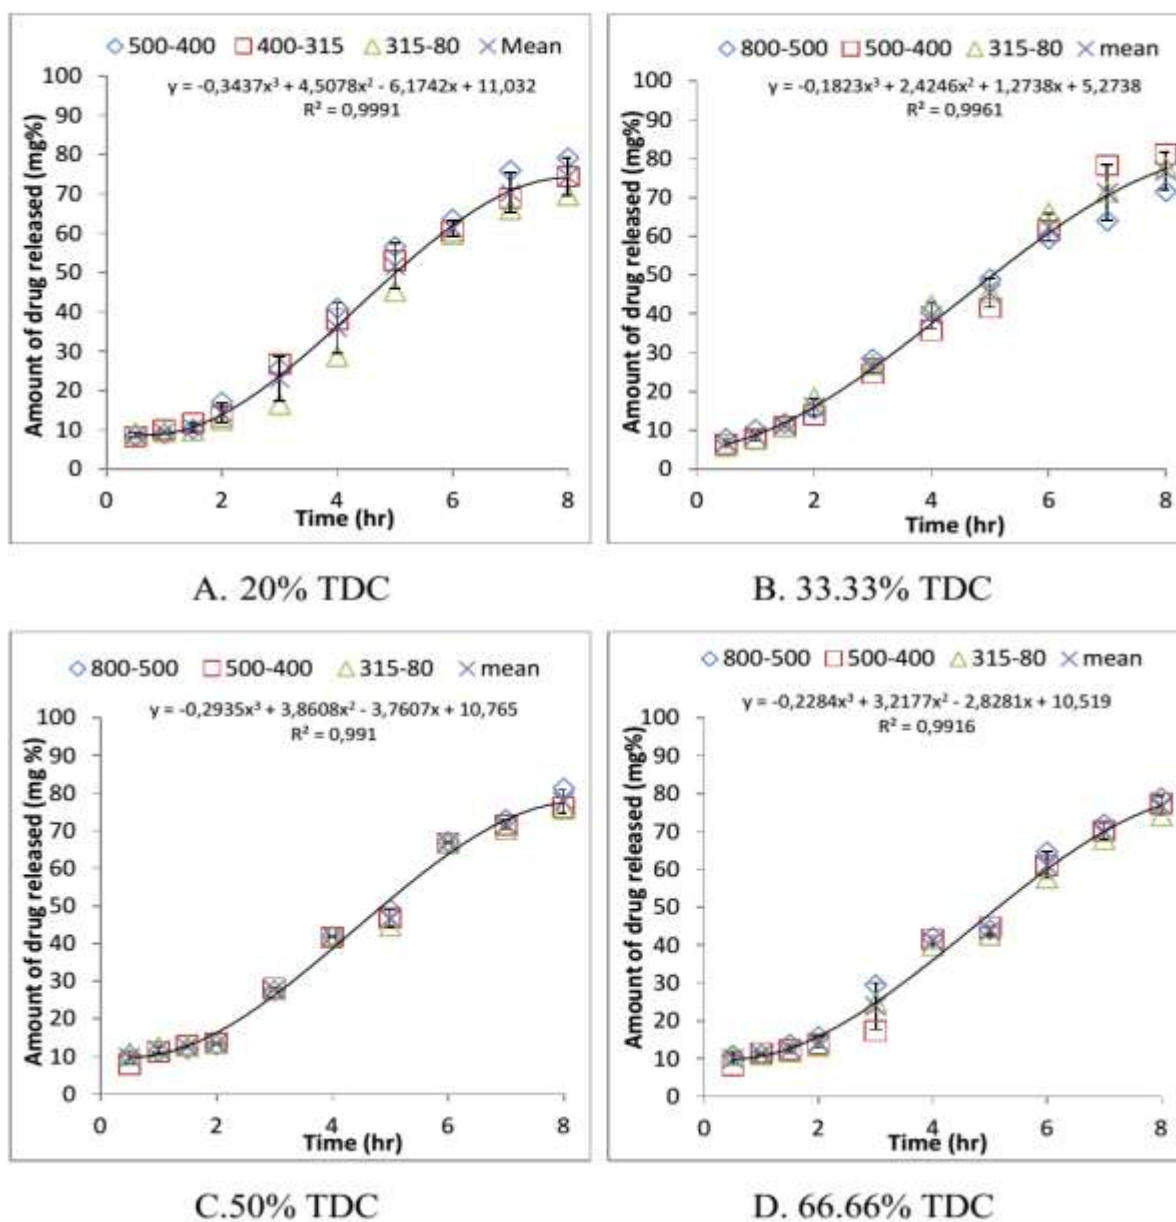 500-400 400-315 315-80 Mean
y = -0,3437x³ + 4,5078x² - 6,1742x + 11,032
R² = 0,9991
Amount of drug released (mg%)
100
90
80
70
60
50
40
30
20
10
0
0 2 4 6 8
Time (hr)
A. 20% TDC
800-500 500-400 315-80 mean
y = -0,1823x³ + 2,4246x² + 1,2738x + 5,2738
R² = 0,9961
Amount of drug released (mg%)
100
90
80
70
60
50
40
30
20
10
0
0 2 4 6 8
Time (hr)
B. 33.33% TDC
800-500 500-400 315-80 mean
y = -0,2935x³ + 3,8608x² - 3,7607x + 10,765
R² = 0,991
Amount of drug released (mg %)
100
90
80
70
60
50
40
30
20
10
0
0 2 4 6 8
Time (hr)
C.50% TDC
800-500 500-400 315-80 mean
y = -0,2284x³ + 3,2177x² - 2,8281x + 10,519
R² = 0,9916
Amount of drug released (mg%)
100
90
80
70
60
50
40
30
20
10
0
0 2 4 6 8
Time (hr)
D. 66.66% TDC